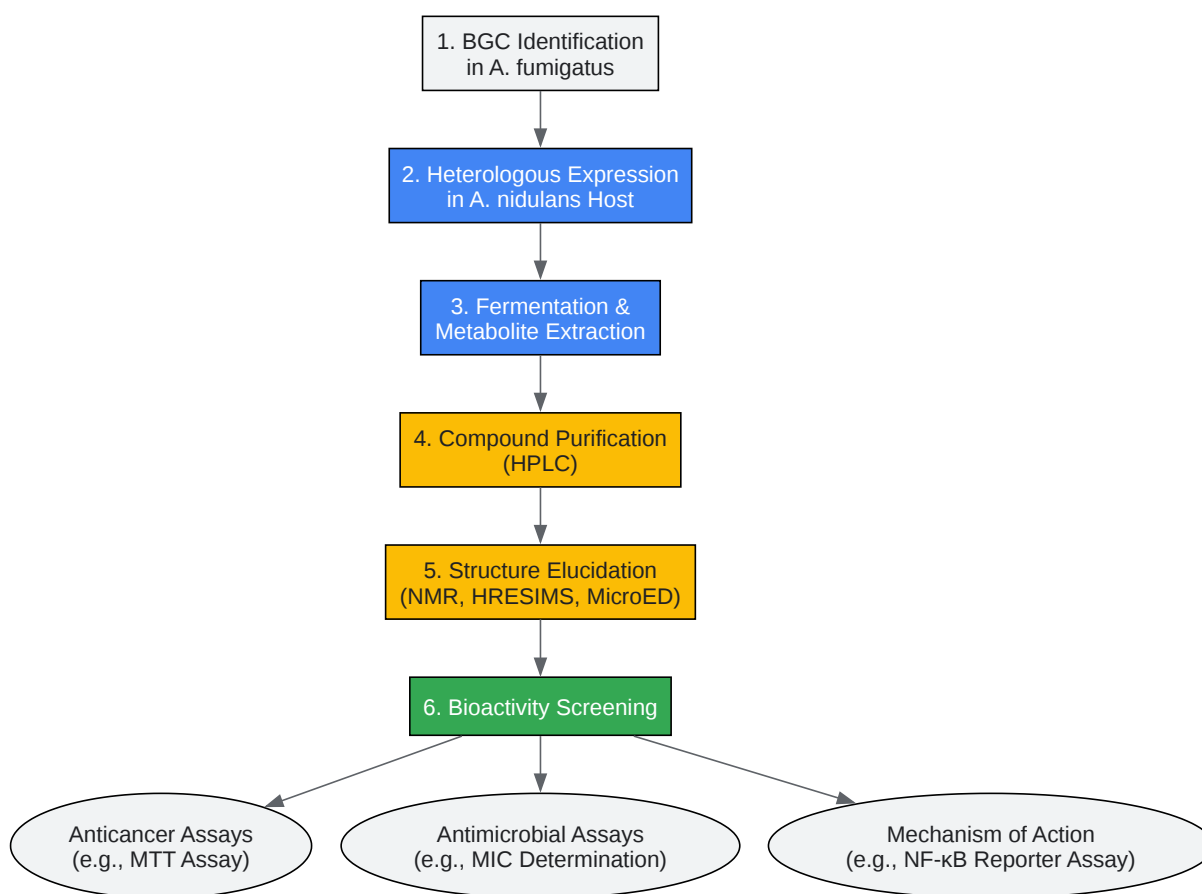 1. BGC Identification
in A. fumigatus
2. Heterologous Expression
in A. nidulans Host
3. Fermentation &
Metabolite Extraction
4. Compound Purification
(HPLC)
5. Structure Elucidation
(NMR, HRESIMS, MicroED)
6. Bioactivity Screening
Anticancer Assays
(e.g., MTT Assay)
Antimicrobial Assays
(e.g., MIC Determination)
Mechanism of Action
(e.g., NF-κB Reporter Assay)